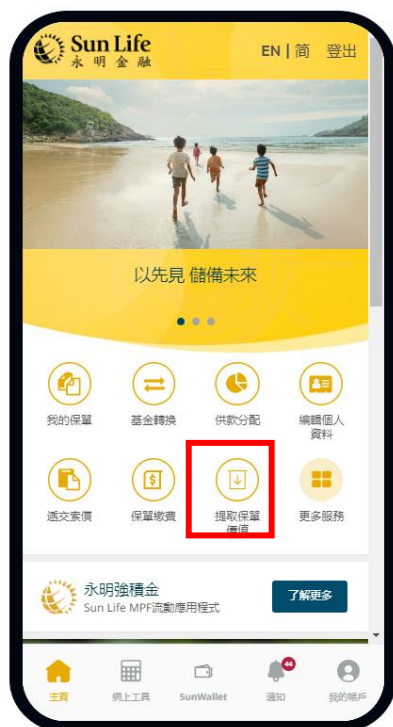 Sun Life
永明金融
EN | 简 登出
以先見 儲備未來
我的保單
基金轉換
供款分配
編輯個人
資料
遞交索償
保單繳費
提取保單
價值
更多服務
永明強積金
Sun Life MPF流動應用程式
了解更多
44
主頁
網上工具
SunWallet
通知
我的帳戶